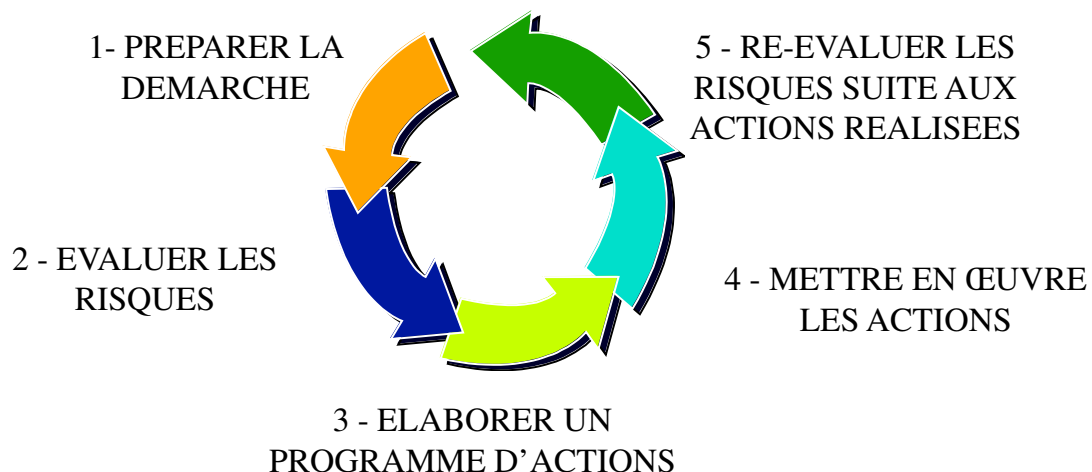 1- PREPARER LA
DEMARCHE
2 - EVALUER LES
RISQUES
3 - ELABORER UN
PROGRAMME D’ACTIONS
4 - METTRE EN ŒUVRE
LES ACTIONS
5 - RE-EVALUER LES
RISQUES SUITE AUX
ACTIONS REALISEES